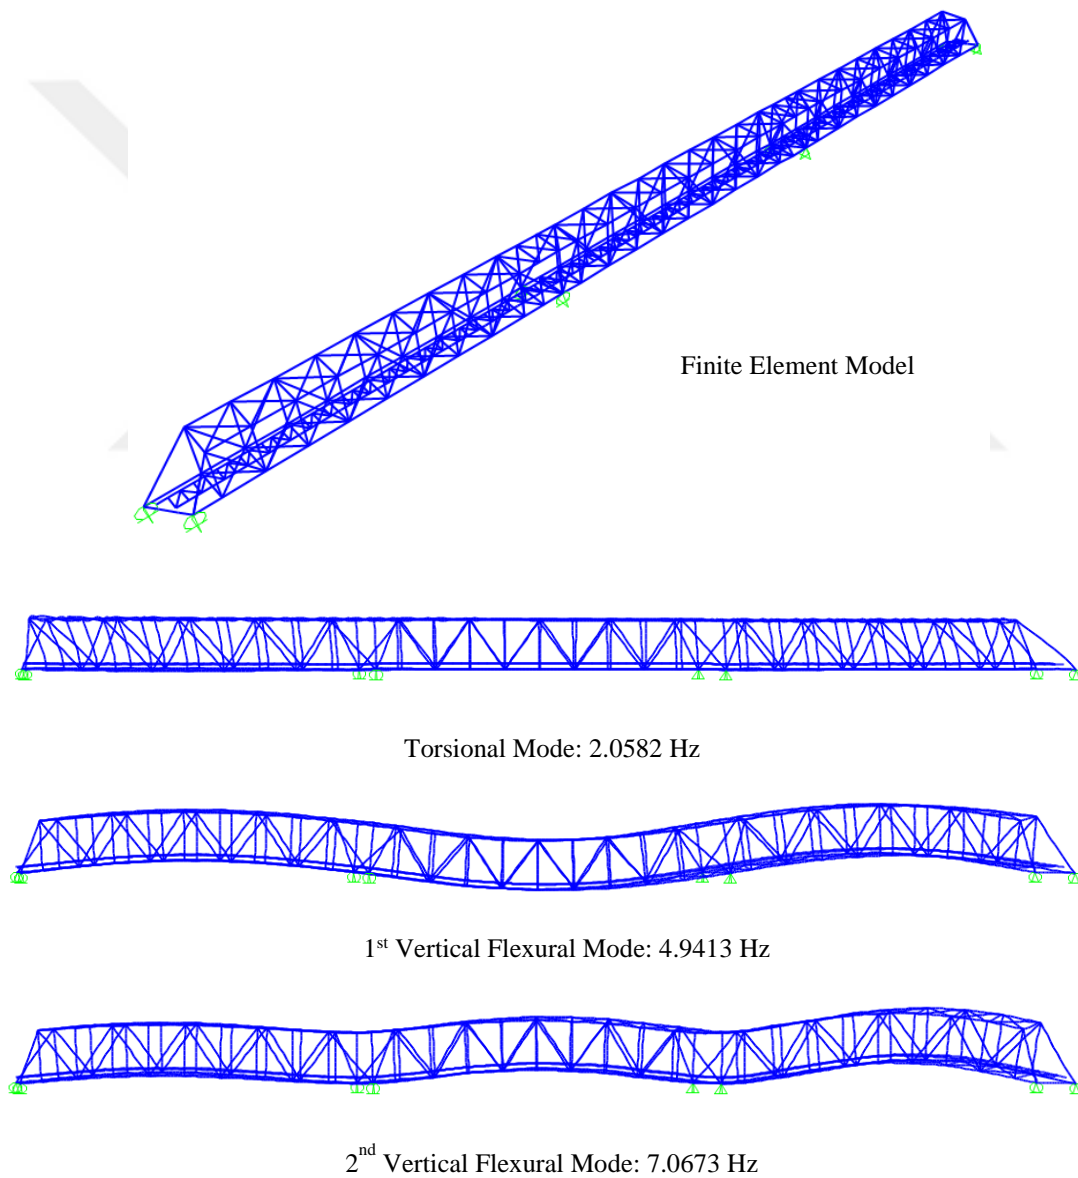 Finite Element Model
Torsional Mode: 2.0582 Hz
1st Vertical Flexural Mode: 4.9413 Hz
2nd Vertical Flexural Mode: 7.0673 Hz